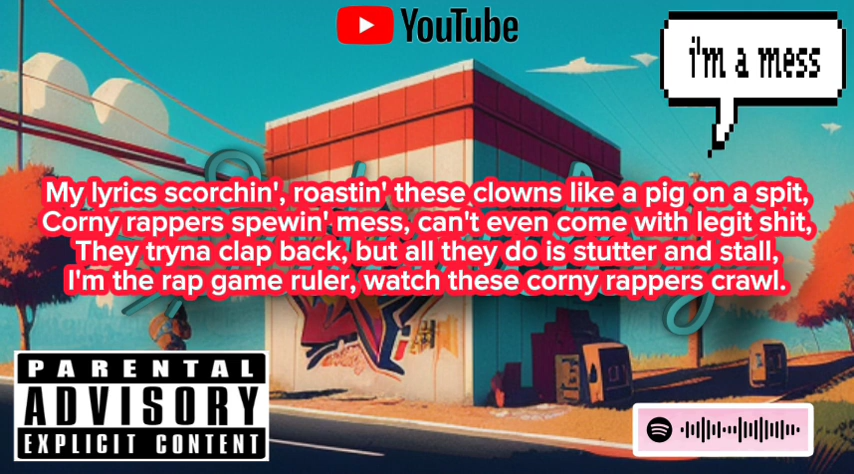 YouTube
i'm a mess
My lyrics scorchin', roastin' these clowns like a pig on a spit,
Corny rappers spewin' mess, can't even come with legit shit,
They tryna clap back, but all they do is stutter and stall,
I'm the rap game ruler, watch these corny rappers crawl.
PARENTAL
ADVISORY
EXPLICIT CONTENT